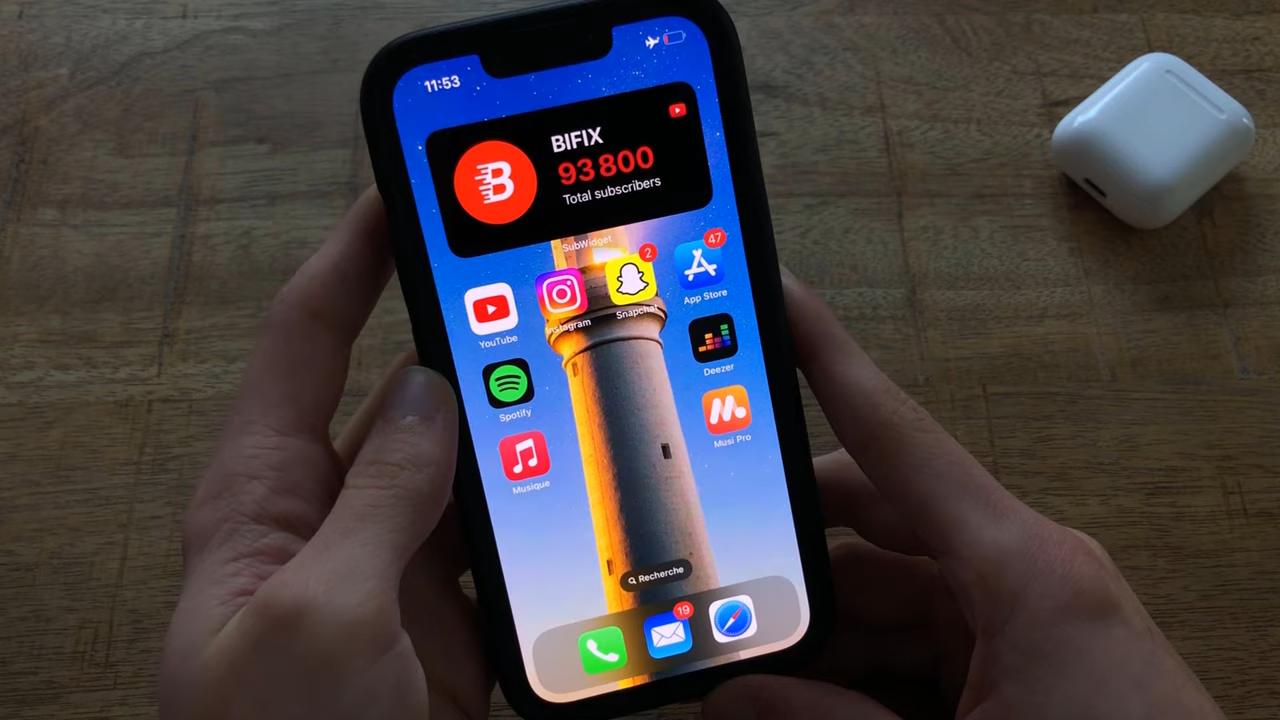 11:53
BIFIX
93 800
Total subscribers
B
SubWidget
2
47
YouTube
Instagram
Snapchat
App Store
Spotify
Deezer
Musique
Musi Pro
Recherche
19